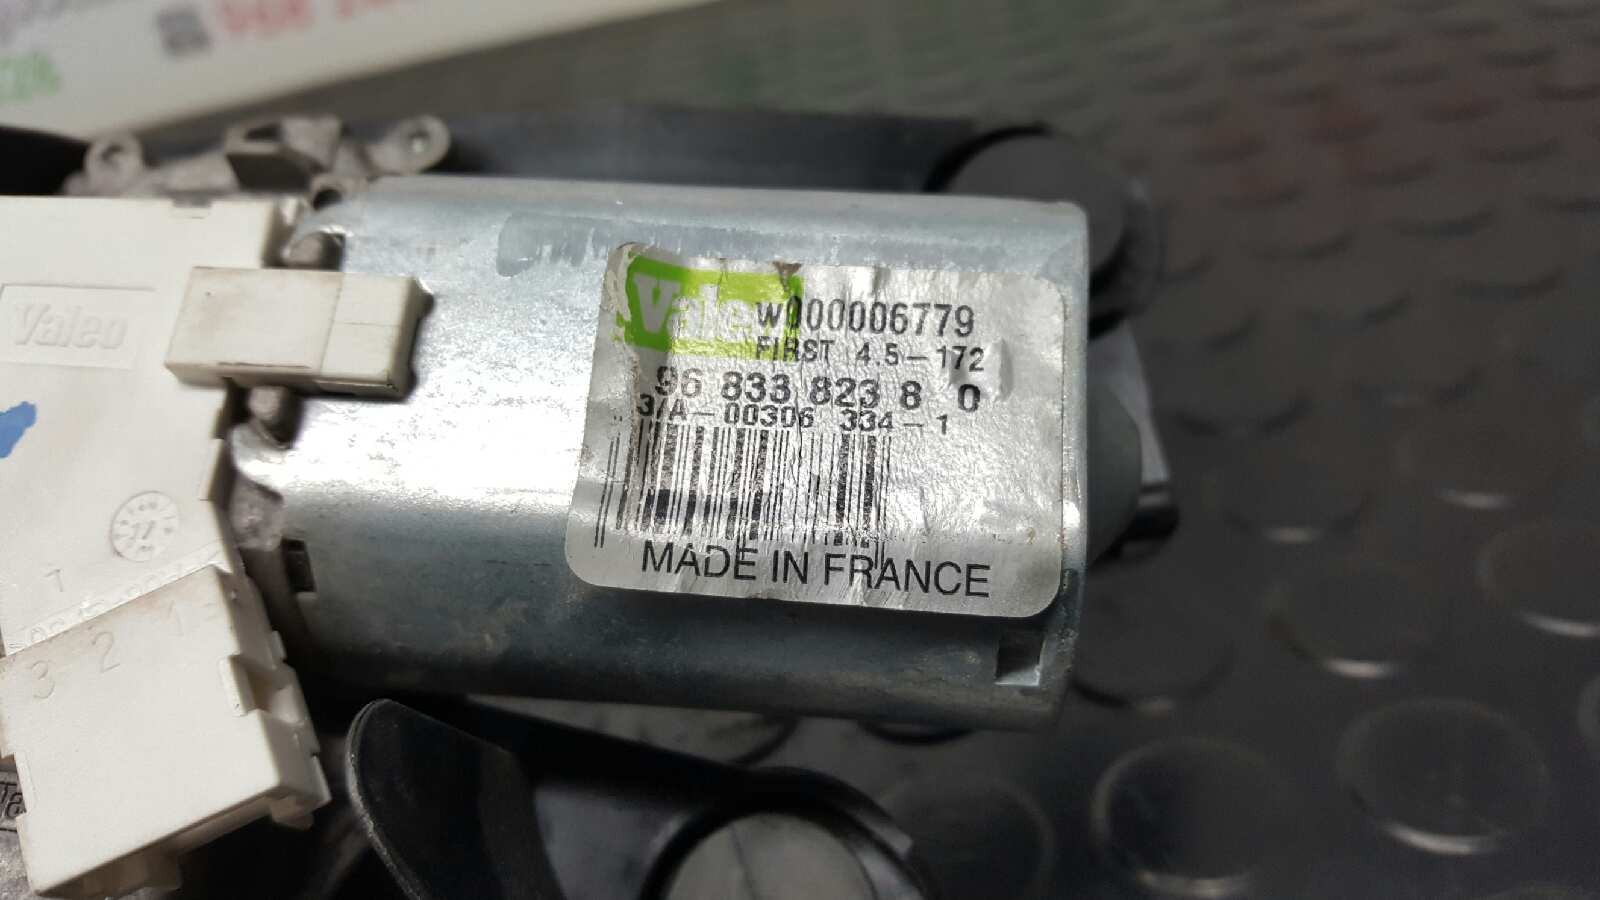 Valeo
Valeo
W000006779
FIRST 4.5-172
96 833 823 8 0
3/A-00306 334-1
MADE IN FRANCE
1
3 2 1